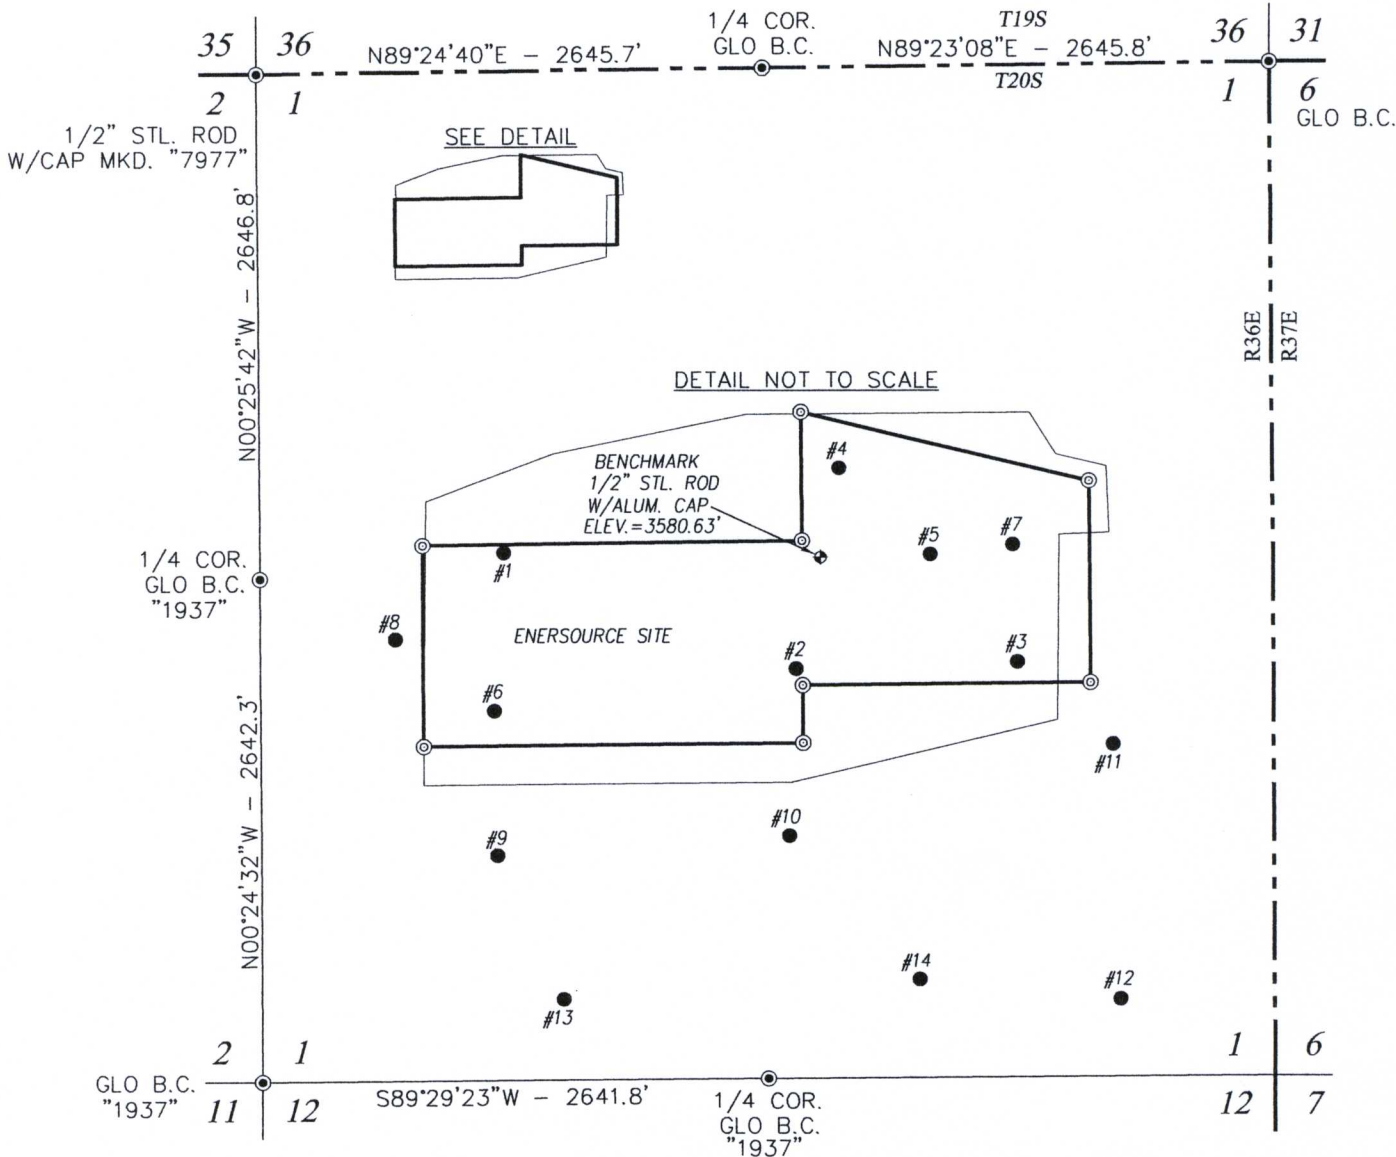 35
36
N89°24'40"E – 2645.7'
1/4 COR.
GLO B.C.
T19S
N89°23'08"E – 2645.8'
T20S
36
31
2
1
1
6
GLO B.C.
1/2" STL. ROD
W/CAP MKD. "7977"
SEE DETAIL
N00°25'42"W – 2646.8'
R36E
R37E
DETAIL NOT TO SCALE
BENCHMARK
1/2" STL. ROD
W/ALUM. CAP
ELEV.=3580.63'
#4
#5
#7
#1
1/4 COR.
GLO B.C.
"1937"
#8
ENERSOURCE SITE
#2
#3
#6
N00°24'32"W – 2642.3'
#11
#10
#9
#14
#12
#13
2
1
1
6
GLO B.C.
"1937"
11
12
S89°29'23"W – 2641.8'
1/4 COR.
GLO B.C.
"1937"
12
7